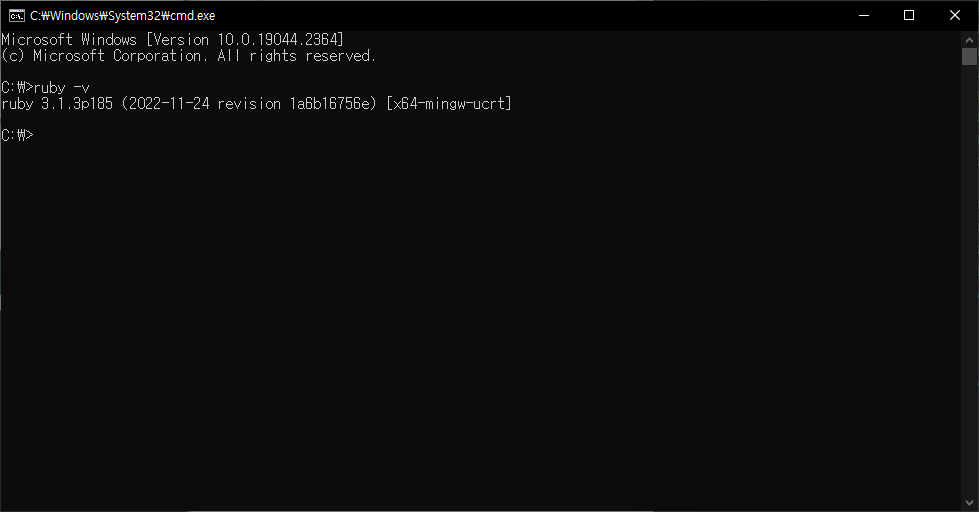 C:₩Windows₩System32₩cmd.exe
Microsoft Windows [Version 10.0.19044.2364]
(c) Microsoft Corporation. All rights reserved.
C:₩>ruby -v
ruby 3.1.3p185 (2022-11-24 revision 1a6b16756e) [x64-mingw-ucrt]
C:₩>